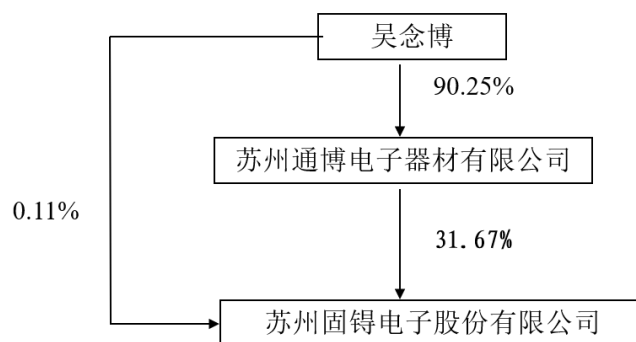 吴念博
90.25%
苏州通博电子器材有限公司
0.11%
31.67%
苏州固锝电子股份有限公司